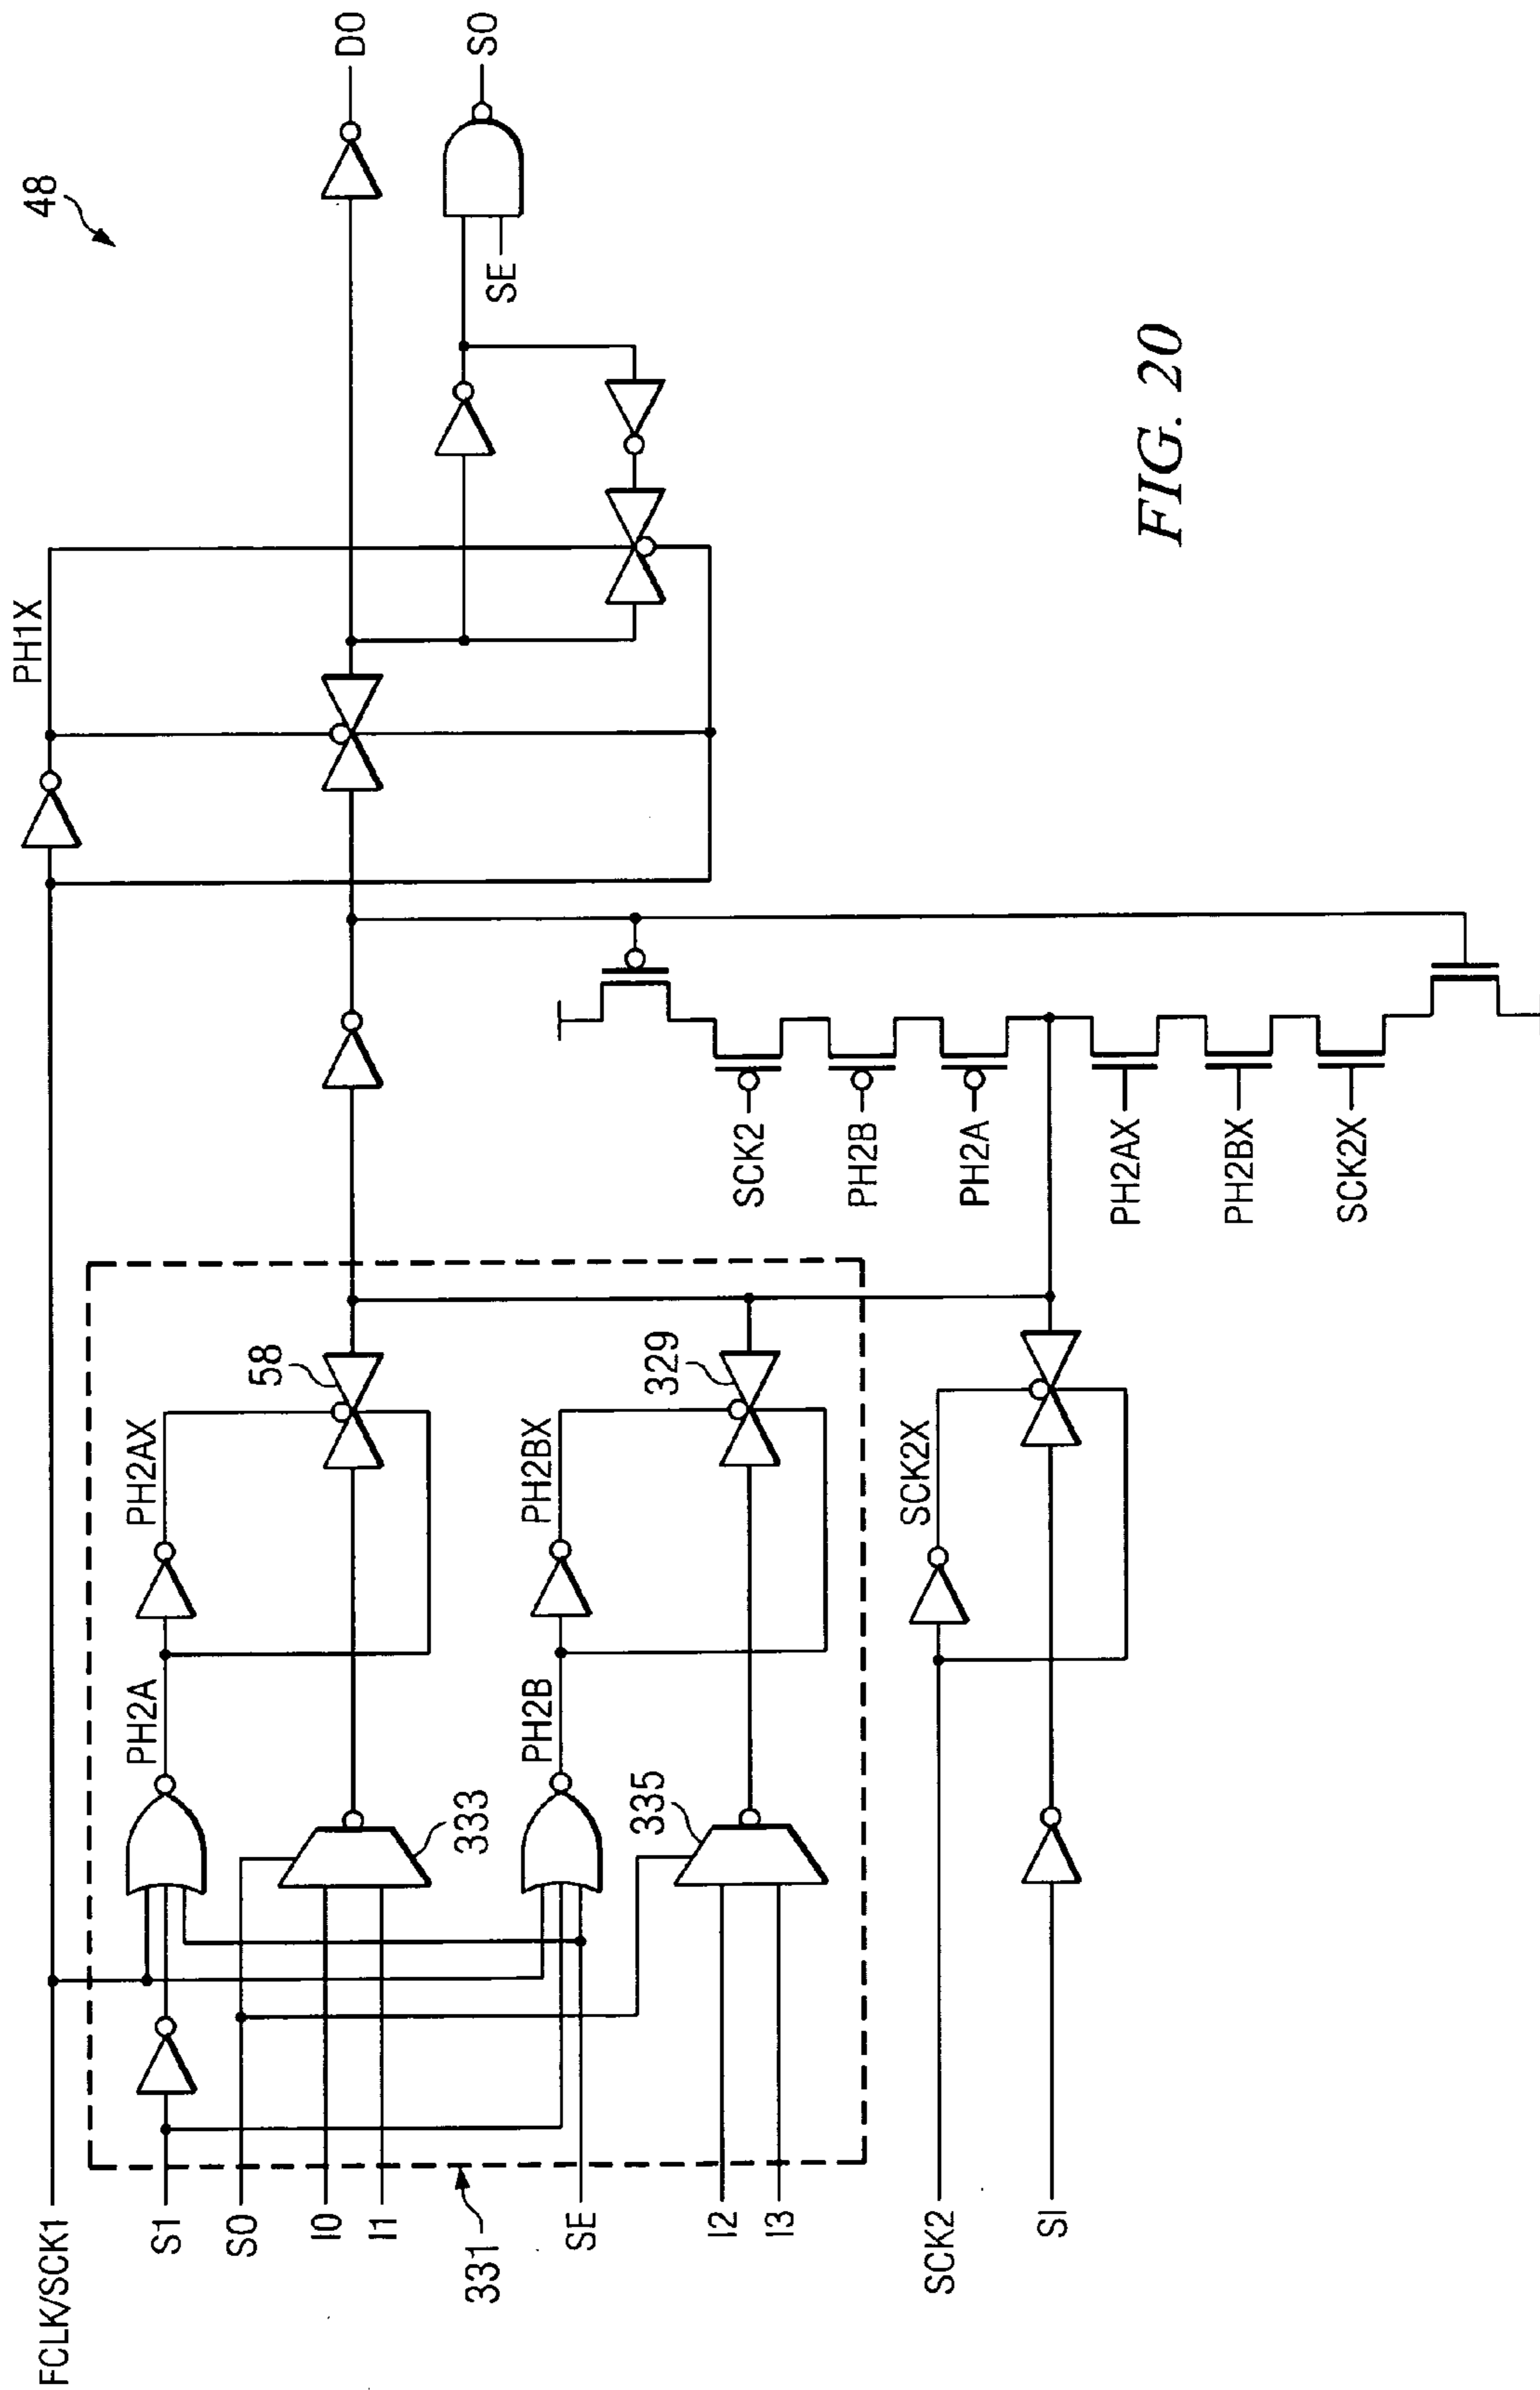 48
DO
SO
SE
PH1X
FIG. 20
SCK2
PH2B
PH2A
PH2AX
PH2BX
SCK2X
58
329
PH2AX
PH2BX
SCK2X
PH2A
PH2B
333
335
331
FCLK/SCK1
S1
S0
I0
I1
SE
I2
I3
SCK2
SI